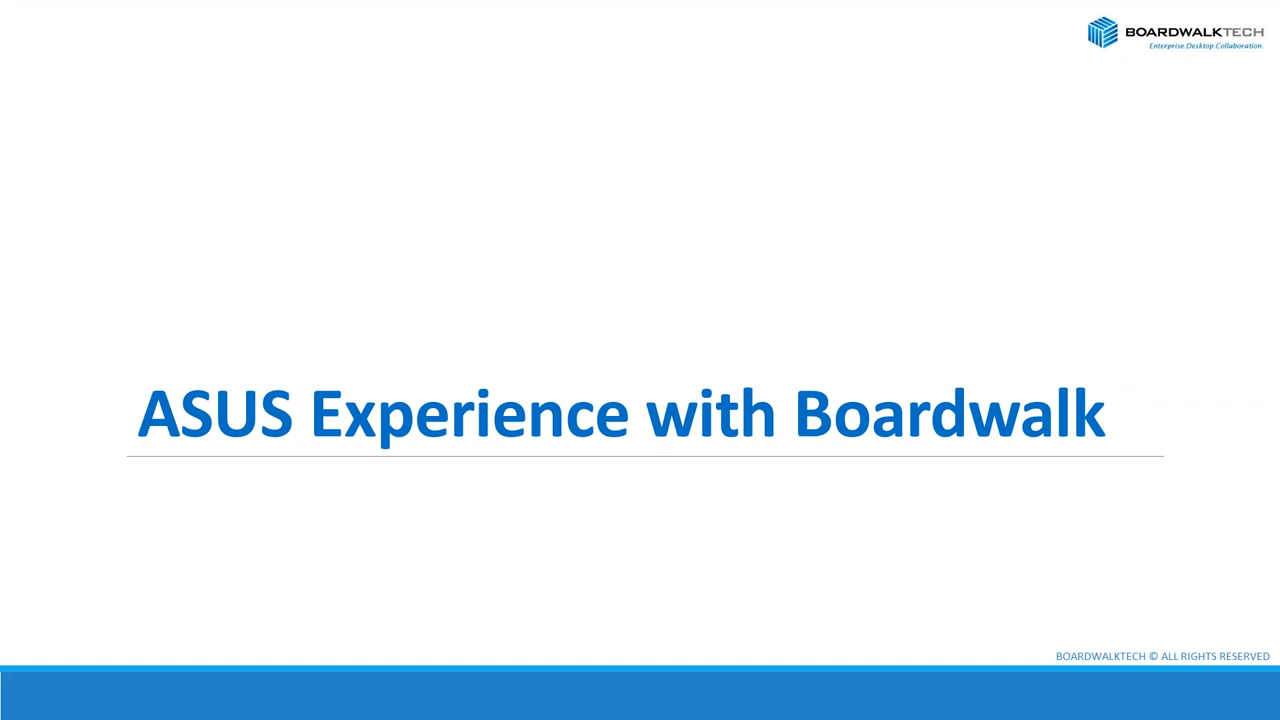 BOARDWALKTECH
Enterprise.Desktop.Collaboration.
ASUS Experience with Boardwalk
BOARDWALKTECH © ALL RIGHTS RESERVED